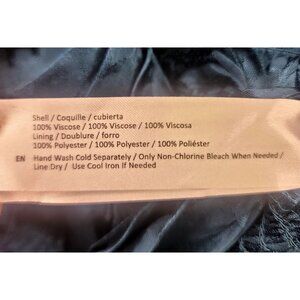 Shell / Coquille / cubierta
100% Viscose / 100% Viscose / 100% Viscosa
Lining / Doublure / forro
100% Polyester / 100% Polyester / 100% Poliéster
EN Hand Wash Cold Separately / Only Non-Chlorine Bleach When Needed /
Line Dry / Use Cool Iron If Needed